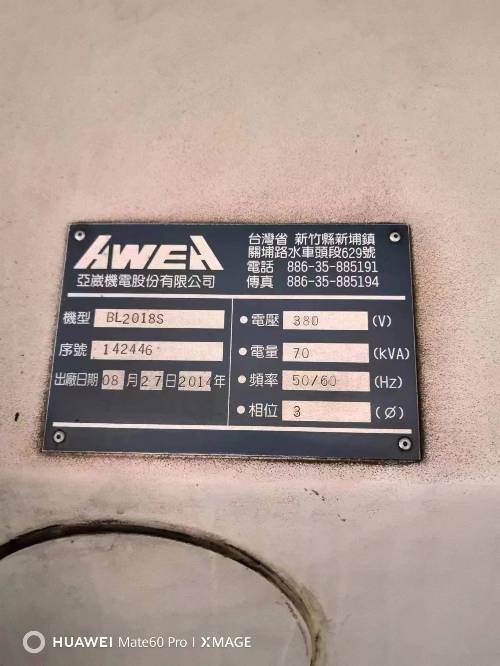 AWEA
亞崴機電股份有限公司
台灣省 新竹縣新埔鎮
關埔路水車頭段629號
電話 886-35-885191
傳真 886-35-885194
機型 BL2018S
序號 142446
出廠日期 08 月 27 日 2014 年
•電壓 380 (V)
•電量 70 (kVA)
•頻率 50/60 (Hz)
•相位 3 (Ø)
HUAWEI Mate60 Pro | XMAGE